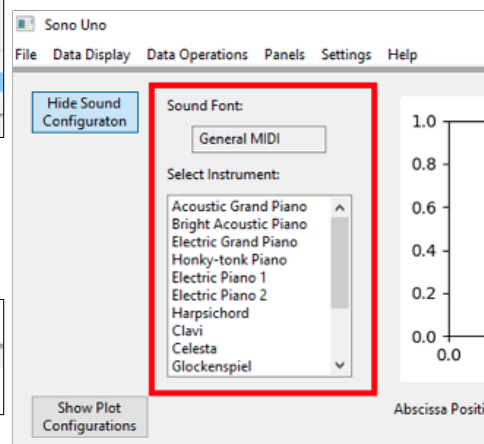 Sono Uno
File Data Display Data Operations Panels Settings Help
Hide Sound
Configuraton
Sound Font:
General MIDI
Select Instrument:
Acoustic Grand Piano
Bright Acoustic Piano
Electric Grand Piano
Honky-tonk Piano
Electric Piano 1
Electric Piano 2
Harpsichord
Clavi
Celesta
Glockenspiel
Show Plot
Configurations
1.0
0.8
0.6
0.4
0.2
0.0
0.0
Abscissa Positi